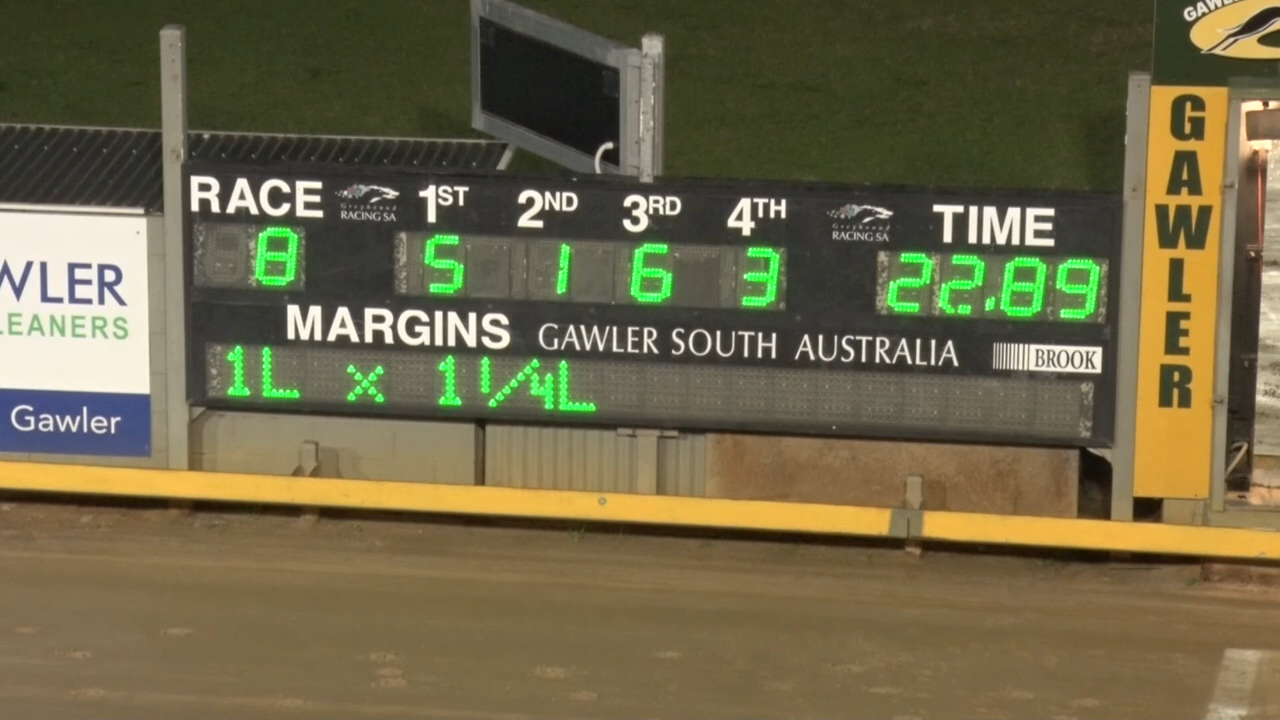 GAWLER
RACE Greyhound RACING SA 1ST 2ND 3RD 4TH Greyhound RACING SA TIME
8 5 1 6 3 22.89
MARGINS GAWLER SOUTH AUSTRALIA BROOK
1L x 1 1/4L
WLER
LEANERS
Gawler